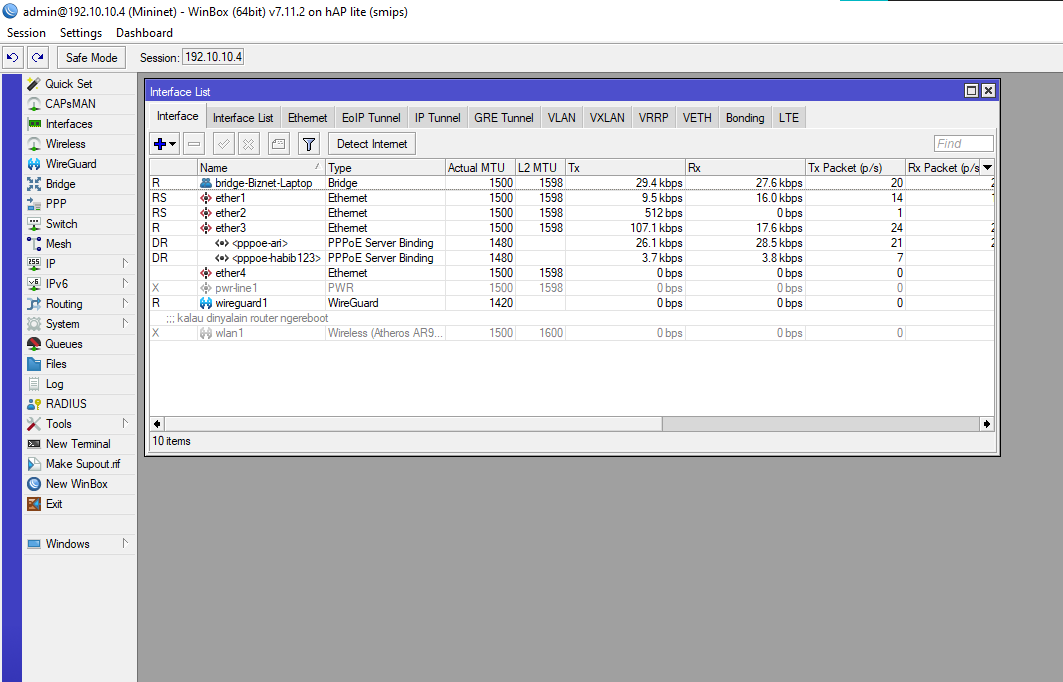 admin@192.10.10.4 (Mininet) - WinBox (64bit) v7.11.2 on hAP lite (smips)
Session Settings Dashboard
Safe Mode Session: 192.10.10.4
Quick Set
CAPsMAN
Interfaces
Wireless
WireGuard
Bridge
PPP
Switch
Mesh
IP
IPv6
Routing
System
Queues
Files
Log
RADIUS
Tools
New Terminal
Make Supout.rif
New WinBox
Exit
Windows
Interface List
Interface Interface List Ethernet EoIP Tunnel IP Tunnel GRE Tunnel VLAN VXLAN VRRP VETH Bonding LTE
Detect Internet Find
Name Type Actual MTU L2 MTU Tx Rx Tx Packet (p/s) Rx Packet (p/s
R bridge-Biznet-Laptop Bridge 1500 1598 29.4 kbps 27.6 kbps 20
RS ether1 Ethernet 1500 1598 9.5 kbps 16.0 kbps 14
RS ether2 Ethernet 1500 1598 512 bps 0 bps 1
R ether3 Ethernet 1500 1598 107.1 kbps 17.6 kbps 24
DR <pppoe-ari> PPPoE Server Binding 1480 26.1 kbps 28.5 kbps 21
DR <pppoe-habib123> PPPoE Server Binding 1480 3.7 kbps 3.8 kbps 7
ether4 Ethernet 1500 1598 0 bps 0 bps 0
X pwr-line1 PWR 1500 1598 0 bps 0 bps 0
R wireguard1 WireGuard 1420 0 bps 0 bps 0
;;; kalau dinyalain router ngereboot
X wlan1 Wireless (Atheros AR9... 1500 1600 0 bps 0 bps 0
10 items